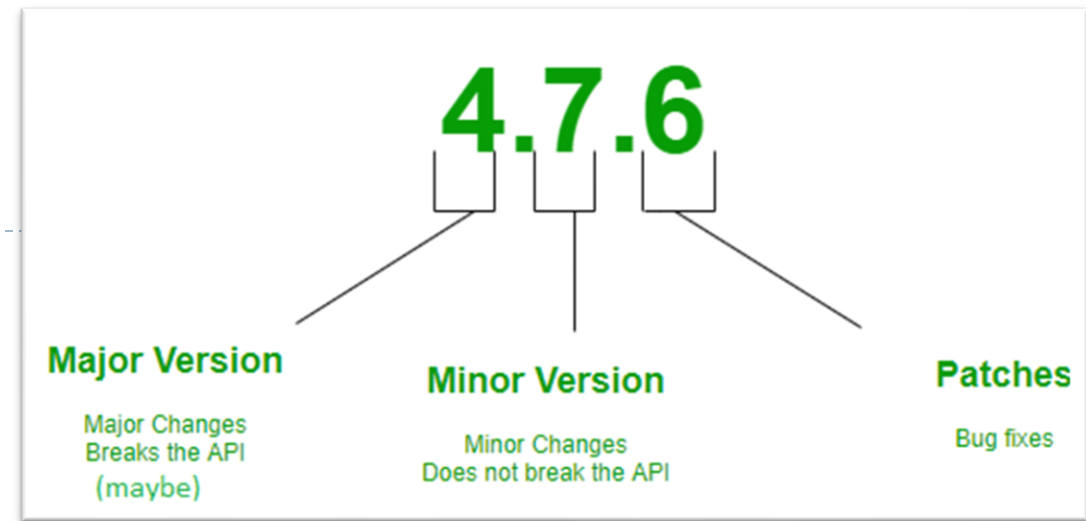 4.7.6
Major Version
Major Changes
Breaks the API
(maybe)
Minor Version
Minor Changes
Does not break the API
Patches
Bug fixes